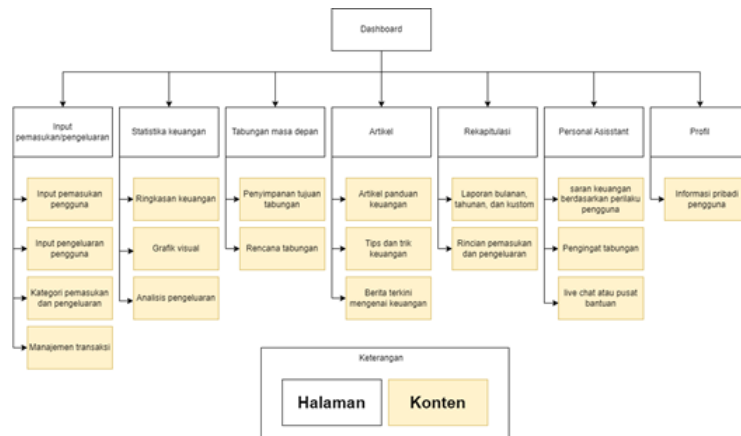 Dashboard
Input
pemasukan/pengeluaran
Statistika keuangan
Tabungan masa depan
Artikel
Rekapitulasi
Personal Asisstant
Profil
Input pemasukan
pengguna
Ringkasan keuangan
Penyimpanan tujuan
tabungan
Artikel panduan
keuangan
Laporan bulanan,
tahunan, dan kustom
saran keuangan
berdasarkan perilaku
pengguna
Informasi pribadi
pengguna
Input pengeluaran
pengguna
Grafik visual
Rencana tabungan
Tips dan trik
keuangan
Rincian pemasukan
dan pengeluaran
Pengingat tabungan
Kategori pemasukan
dan pengeluaran
Analisis pengeluaran
Berita terkini
mengenai keuangan
live chat atau pusat
bantuan
Manajemen transaksi
Keterangan
Halaman
Konten